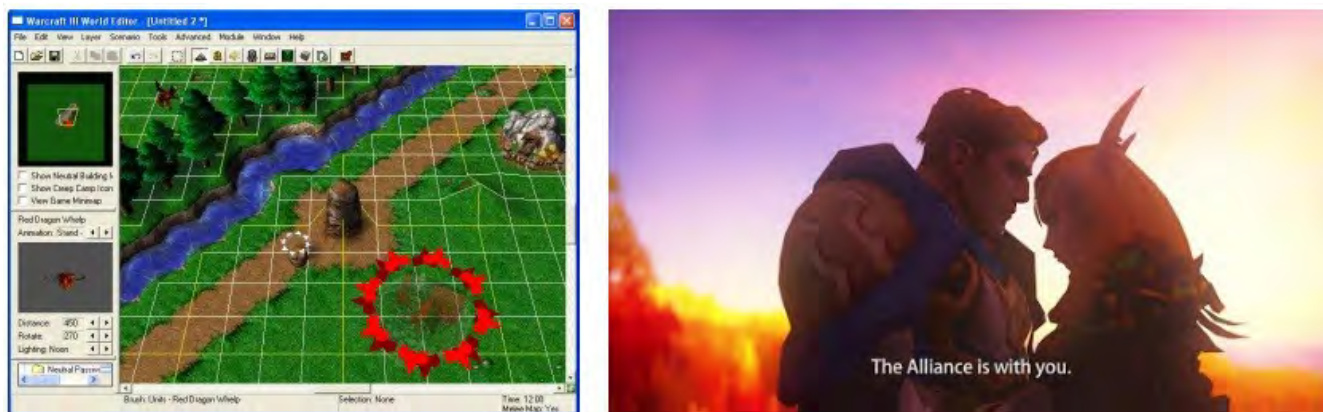 Warcraft III World Editor - [Untitled 2 *]
File Edit View Layer Scenario Tools Advanced Module Window Help
Show Neutral Building
Show Creep Camp Icon
View Game Minimap
Red Dragon Whelp
Animation: Stand -
Distance: 450
Rotate: 270
Lighting: Noon
Neutral Passive
Brush: Units - Red Dragon Whelp Selection: None Time: 12:00
Melee Map: Yes
The Alliance is with you.